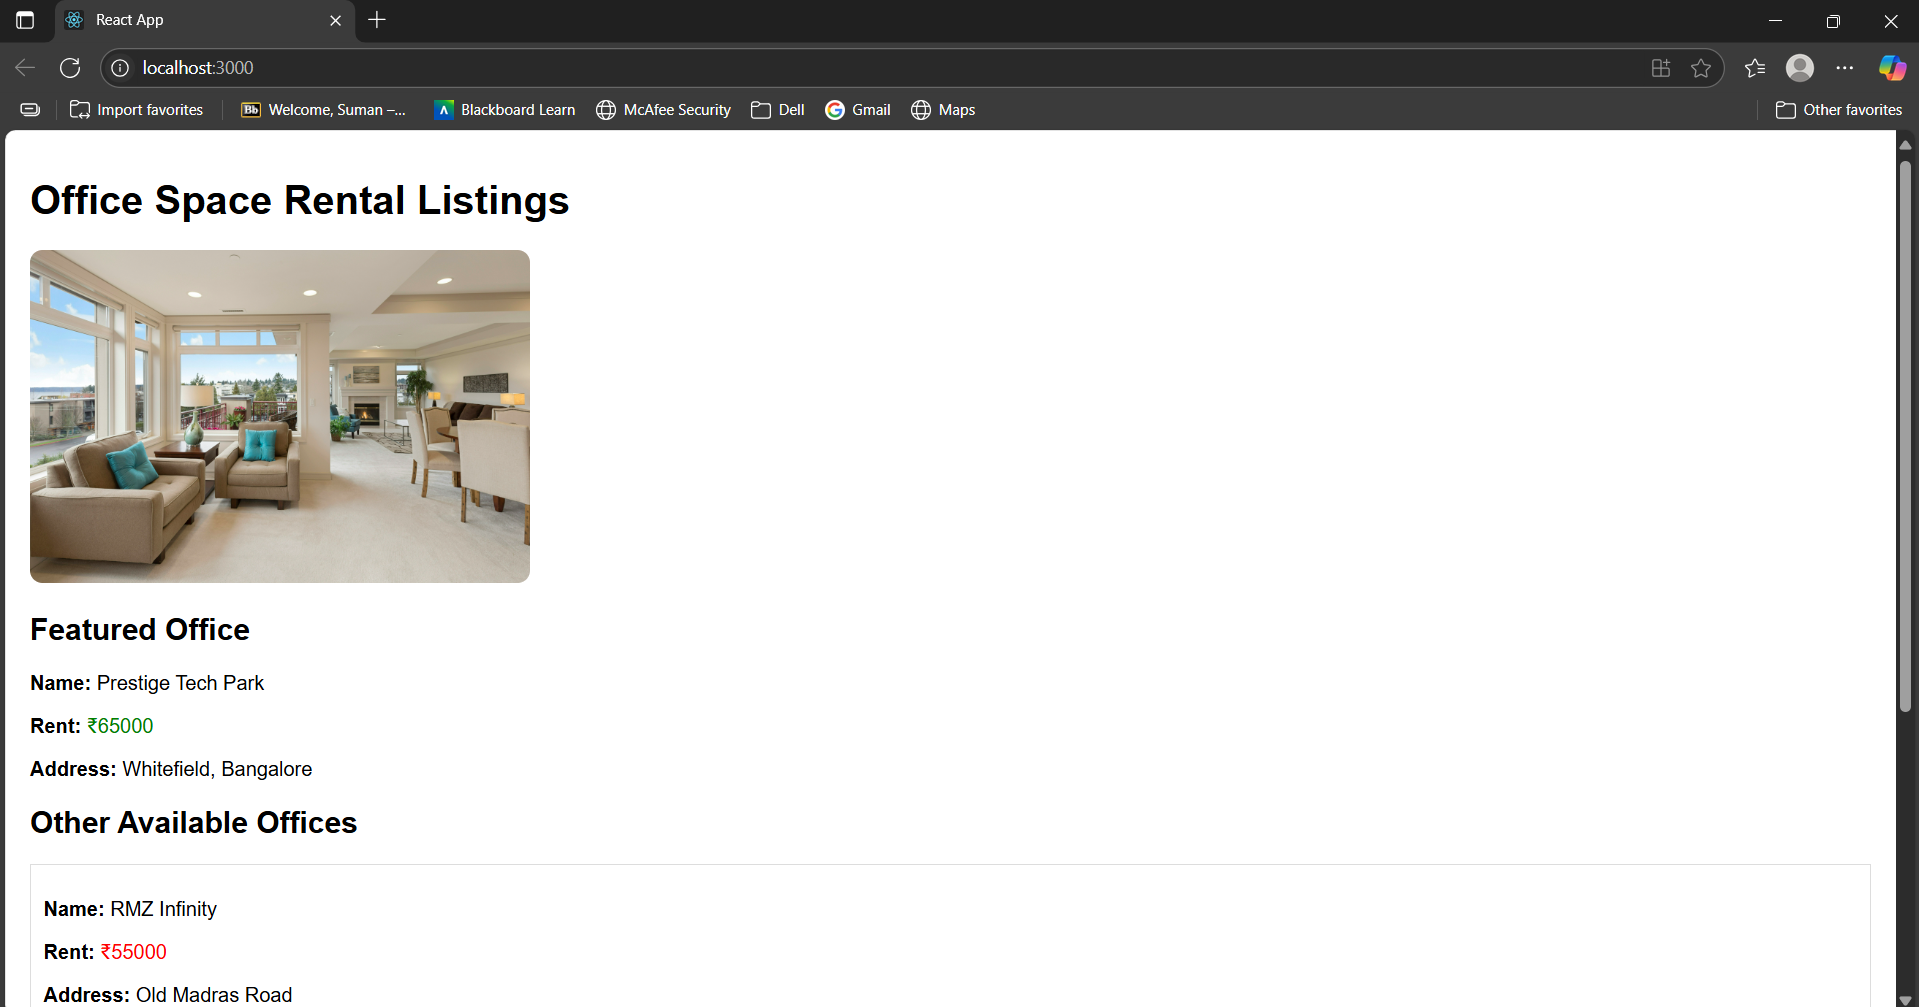 React App
localhost:3000
Import favorites
Bb Welcome, Suman –...
Blackboard Learn
McAfee Security
Dell
Gmail
Maps
Other favorites
Office Space Rental Listings
Featured Office
Name: Prestige Tech Park
Rent: ₹65000
Address: Whitefield, Bangalore
Other Available Offices
Name: RMZ Infinity
Rent: ₹55000
Address: Old Madras Road